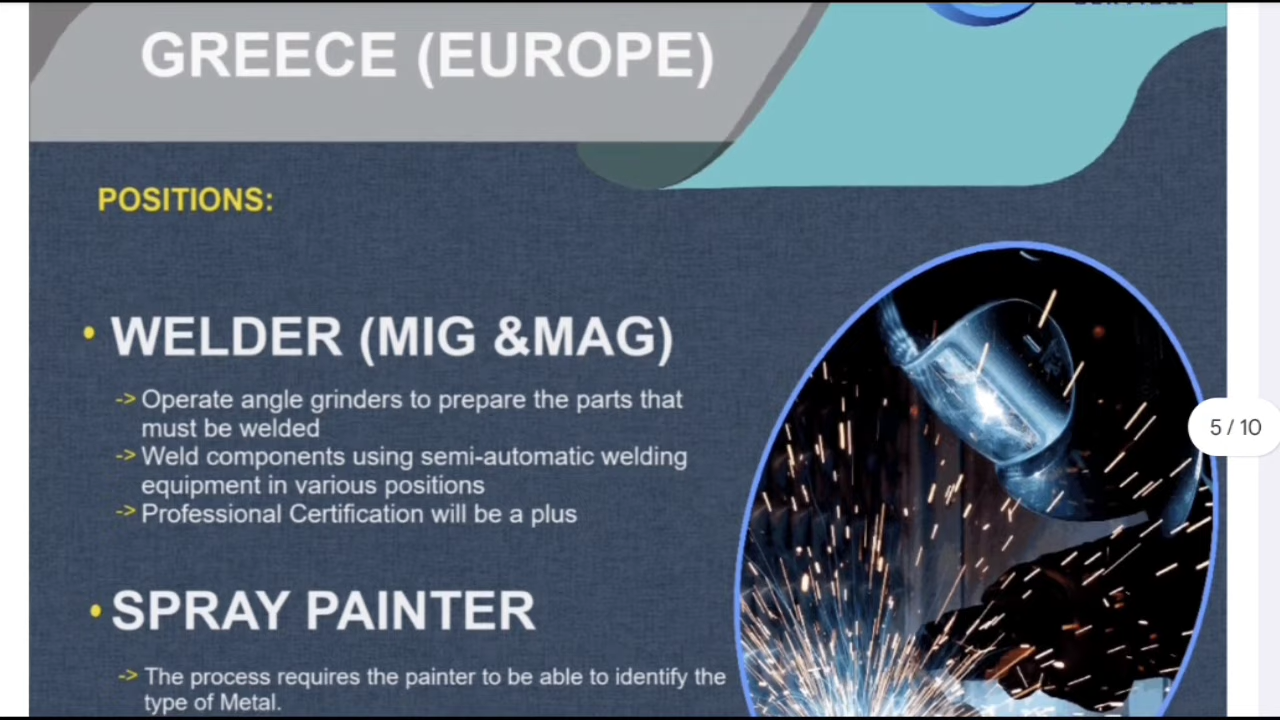 GREECE (EUROPE)
POSITIONS:
• WELDER (MIG &MAG)
-> Operate angle grinders to prepare the parts that
must be welded
-> Weld components using semi-automatic welding
equipment in various positions
-> Professional Certification will be a plus
5 / 10
• SPRAY PAINTER
-> The process requires the painter to be able to identify the
type of Metal.